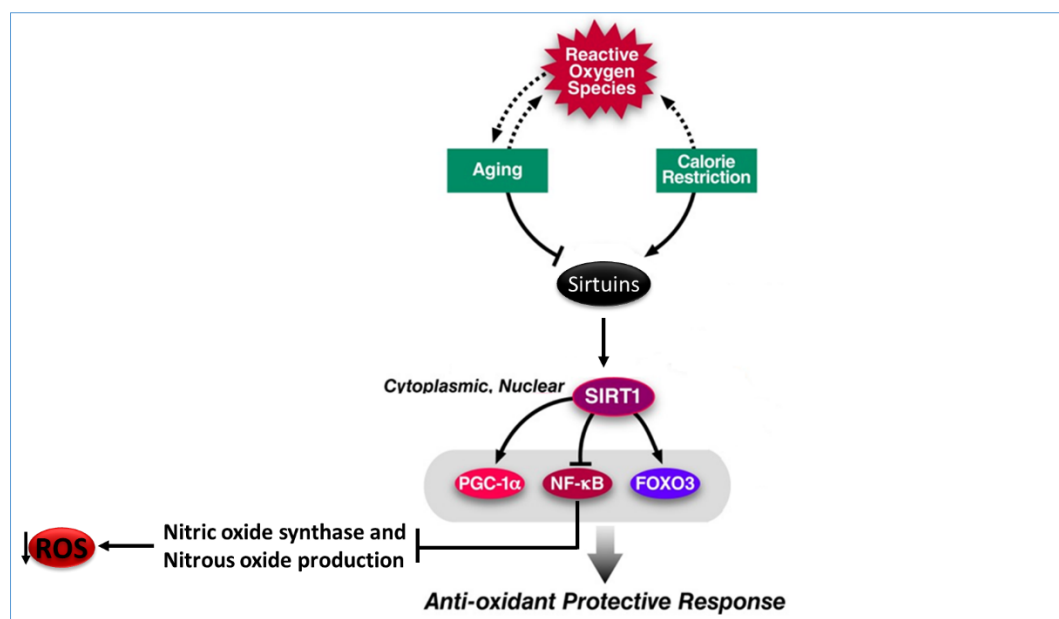 Reactive
Oxygen
Species
Aging
Calorie
Restriction
Sirtuins
Cytoplasmic, Nuclear
SIRT1
PGC-1α
NF-κB
FOXO3
Nitric oxide synthase and
Nitrous oxide production
ROS
Anti-oxidant Protective Response